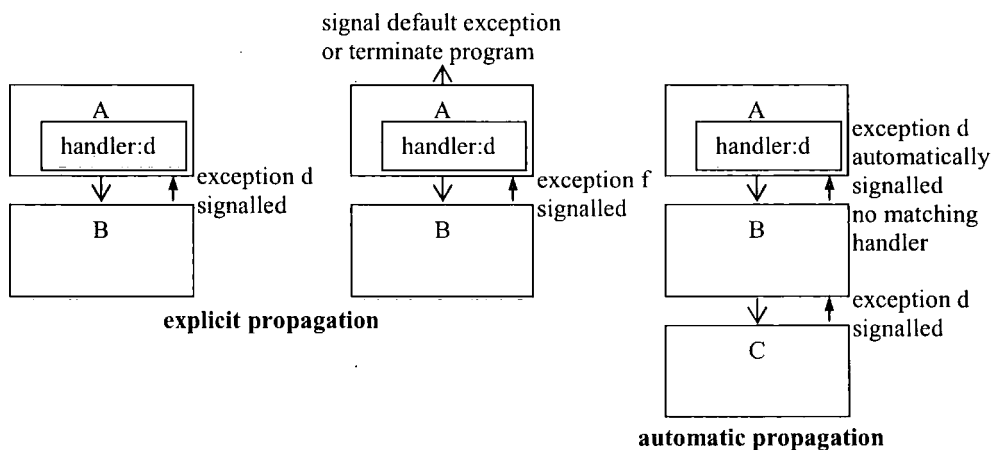 signal default exception
or terminate program
A
handler:d
exception d
signalled
B
A
handler:d
exception f
signalled
B
explicit propagation
A
handler:d
exception d
automatically
signalled
no matching
handler
B
exception d
signalled
C
automatic propagation